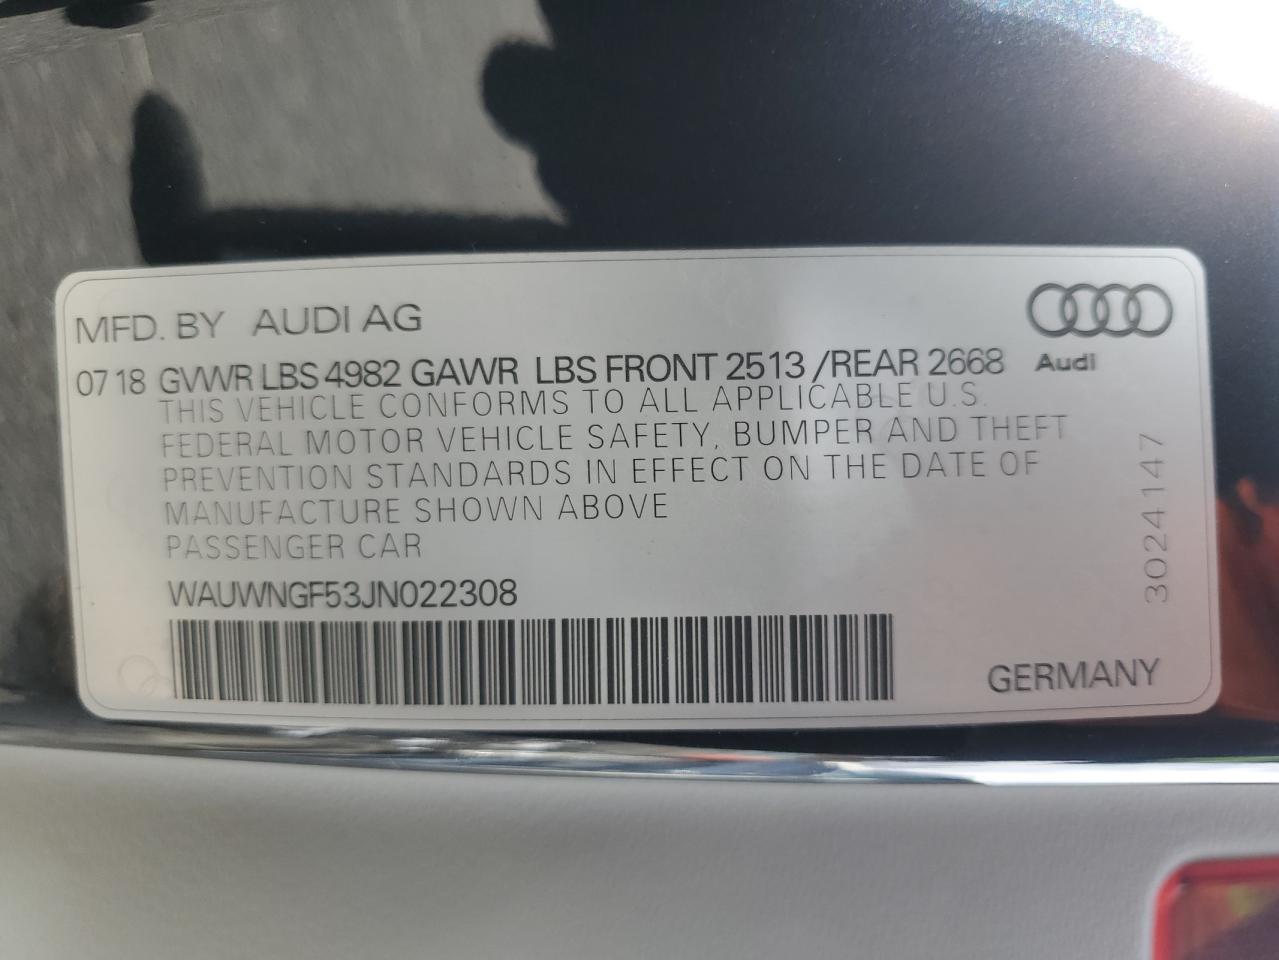 MFD. BY AUDI AG
Audi
07 18 GVWR LBS 4982 GAWR LBS FRONT 2513 /REAR 2668
THIS VEHICLE CONFORMS TO ALL APPLICABLE U.S.
FEDERAL MOTOR VEHICLE SAFETY, BUMPER AND THEFT
PREVENTION STANDARDS IN EFFECT ON THE DATE OF
MANUFACTURE SHOWN ABOVE
PASSENGER CAR
WAUWNGF53JN022308
3024147
GERMANY